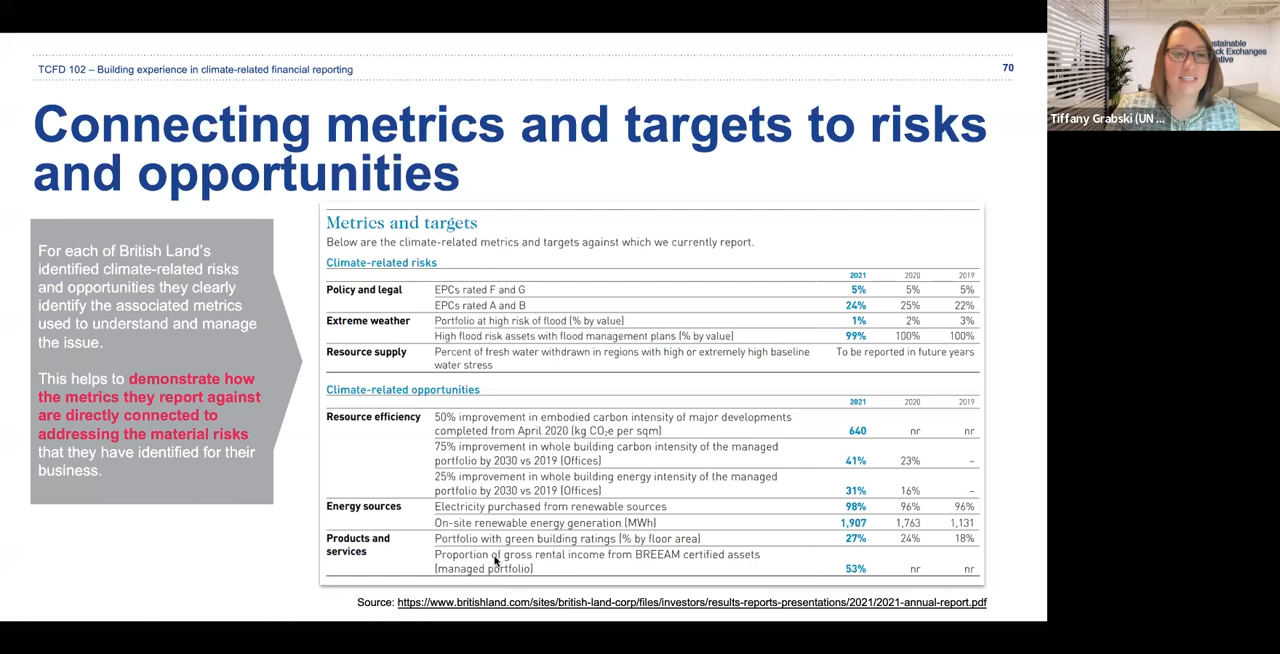 TCFD 102 – Building experience in climate-related financial reporting
70
Connecting metrics and targets to risks
and opportunities
For each of British Land's
identified climate-related risks
and opportunities they clearly
identify the associated metrics
used to understand and manage
the issue.
This helps to demonstrate how
the metrics they report against
are directly connected to
addressing the material risks
that they have identified for their
business.
Metrics and targets
Below are the climate-related metrics and targets against which we currently report.
Climate-related risks
2021 2020 2019
Policy and legal EPCs rated F and G 5% 5% 5%
EPCs rated A and B 24% 25% 22%
Extreme weather Portfolio at high risk of flood (% by value) 1% 2% 3%
High flood risk assets with flood management plans (% by value) 99% 100% 100%
Resource supply Percent of fresh water withdrawn in regions with high or extremely high baseline To be reported in future years
water stress
Climate-related opportunities
2021 2020 2019
Resource efficiency 50% improvement in embodied carbon intensity of major developments
completed from April 2020 (kg CO₂e per sqm) 640 nr nr
75% improvement in whole building carbon intensity of the managed
portfolio by 2030 vs 2019 (Offices) 41% 23% –
25% improvement in whole building energy intensity of the managed
portfolio by 2030 vs 2019 (Offices) 31% 16% –
Energy sources Electricity purchased from renewable sources 98% 96% 96%
On-site renewable energy generation (MWh) 1,907 1,763 1,131
Products and Portfolio with green building ratings (% by floor area) 27% 24% 18%
services
Proportion of gross rental income from BREEAM certified assets
(managed portfolio) 53% nr nr
Source: https://www.britishland.com/sites/british-land-corp/files/investors/results-reports-presentations/2021/2021-annual-report.pdf
Exchanges
Tiffany Grabski (UN ...